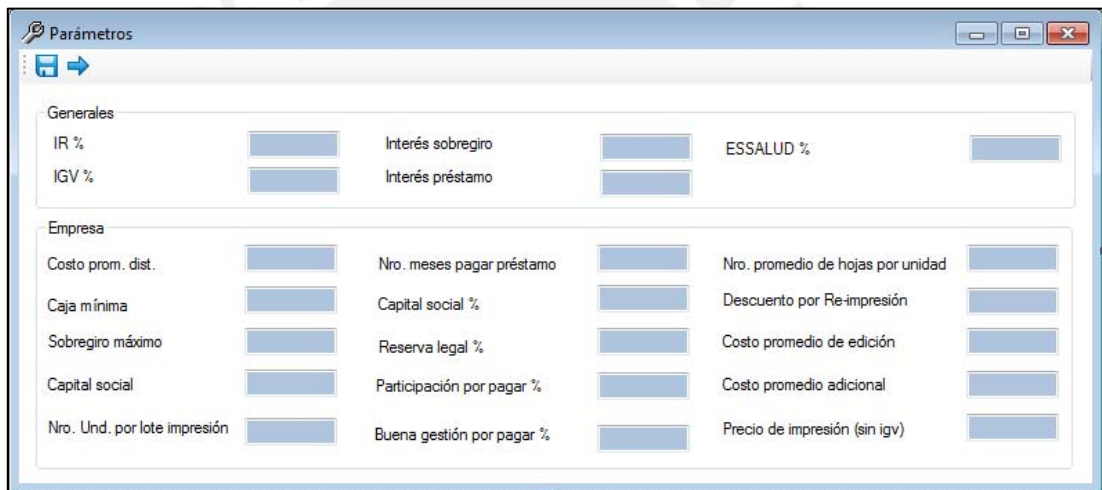 Parámetros
Generales
IR % Interés sobregiro ESSALUD %
IGV % Interés préstamo
Empresa
Costo prom. dist. Nro. meses pagar préstamo Nro. promedio de hojas por unidad
Caja mínima Capital social % Descuento por Re-impresión
Sobregiro máximo Reserva legal % Costo promedio de edición
Capital social Participación por pagar % Costo promedio adicional
Nro. Und. por lote impresión Buena gestión por pagar % Precio de impresión (sin igv)